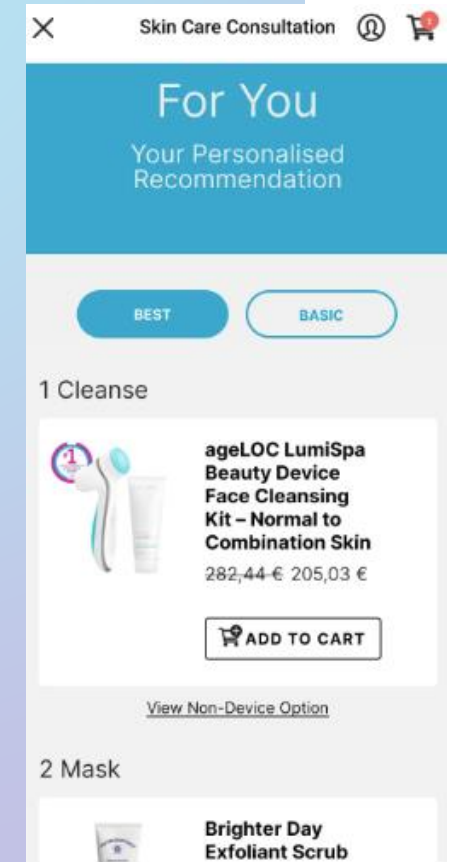 Skin Care Consultation
For You
Your Personalised
Recommendation
BEST
BASIC
1 Cleanse
#1
ageLOC LumiSpa
Beauty Device
Face Cleansing
Kit – Normal to
Combination Skin
282,44 € 205,03 €
ADD TO CART
View Non-Device Option
2 Mask
Brighter Day
Exfoliant Scrub